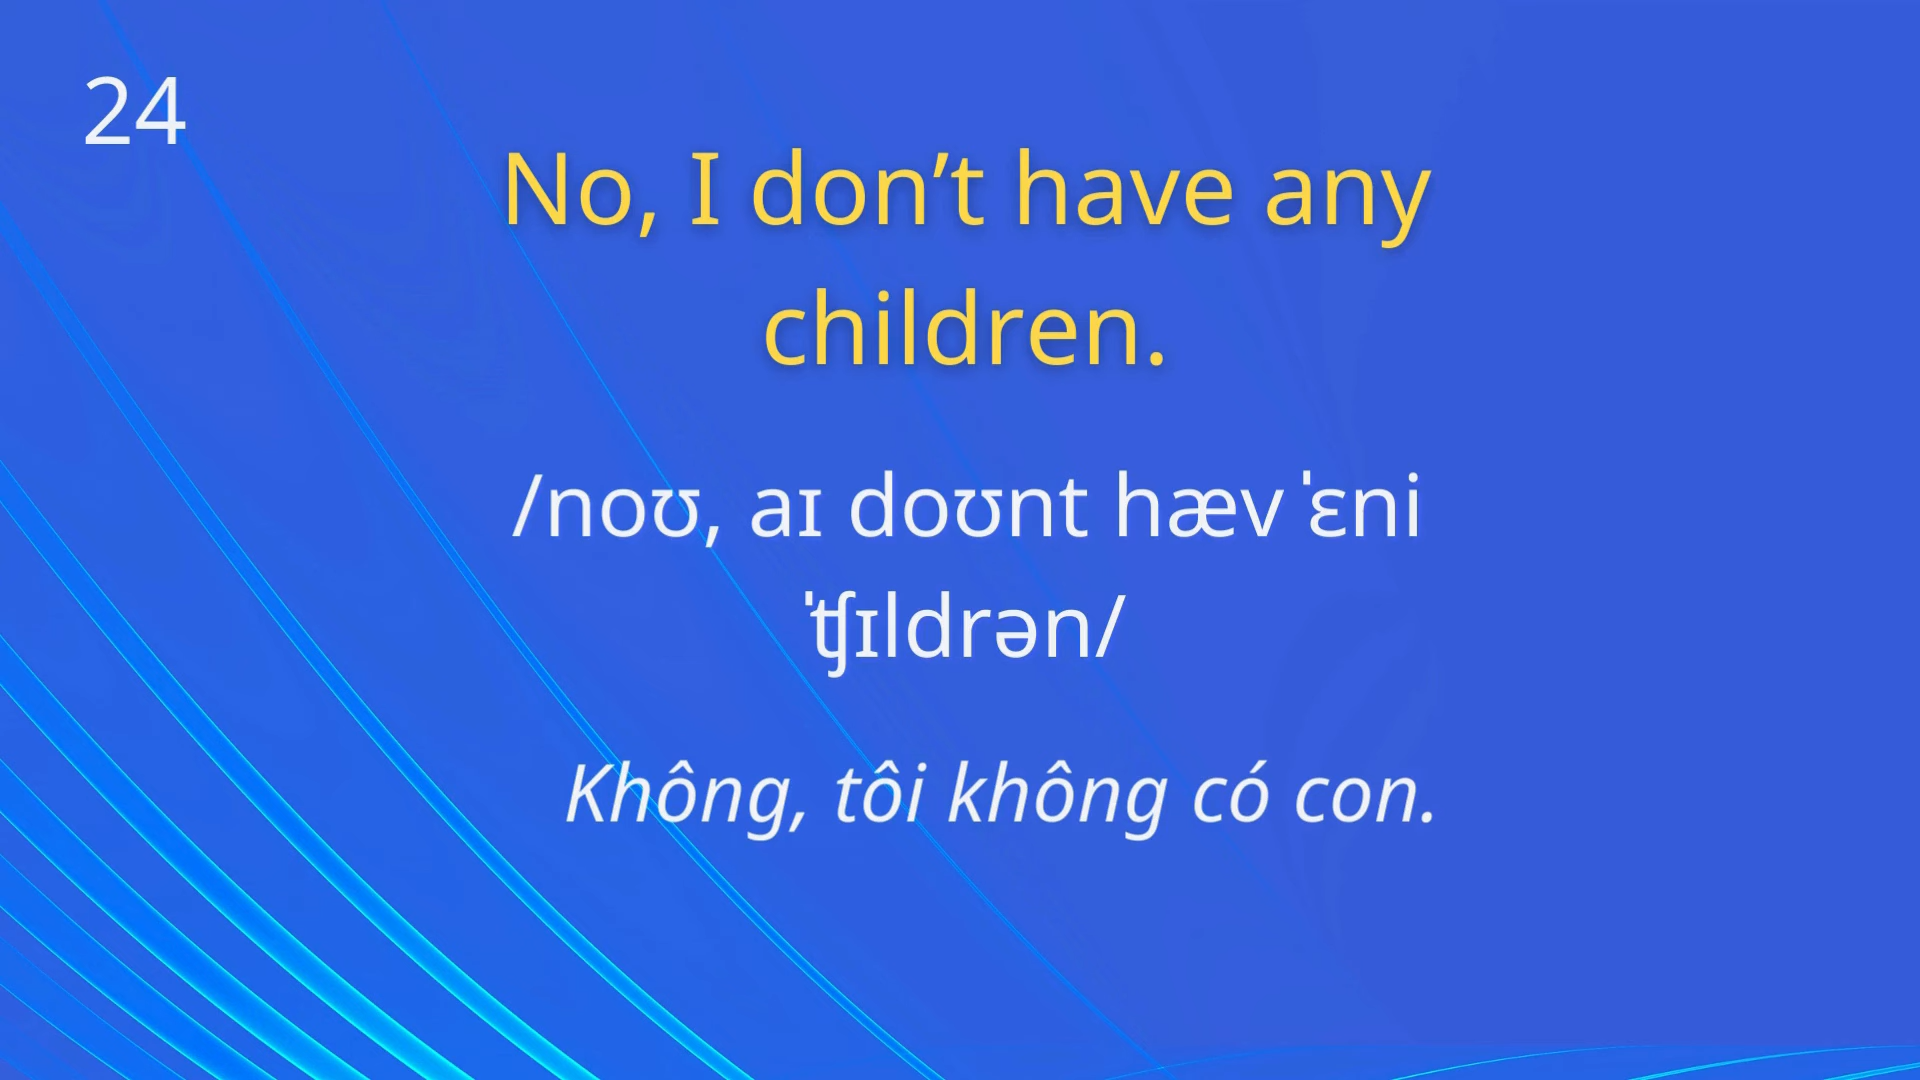 24
No, I don’t have any
children.
/noʊ, aɪ doʊnt hæv ˈɛni
ˈʧɪldrən/
Không, tôi không có con.